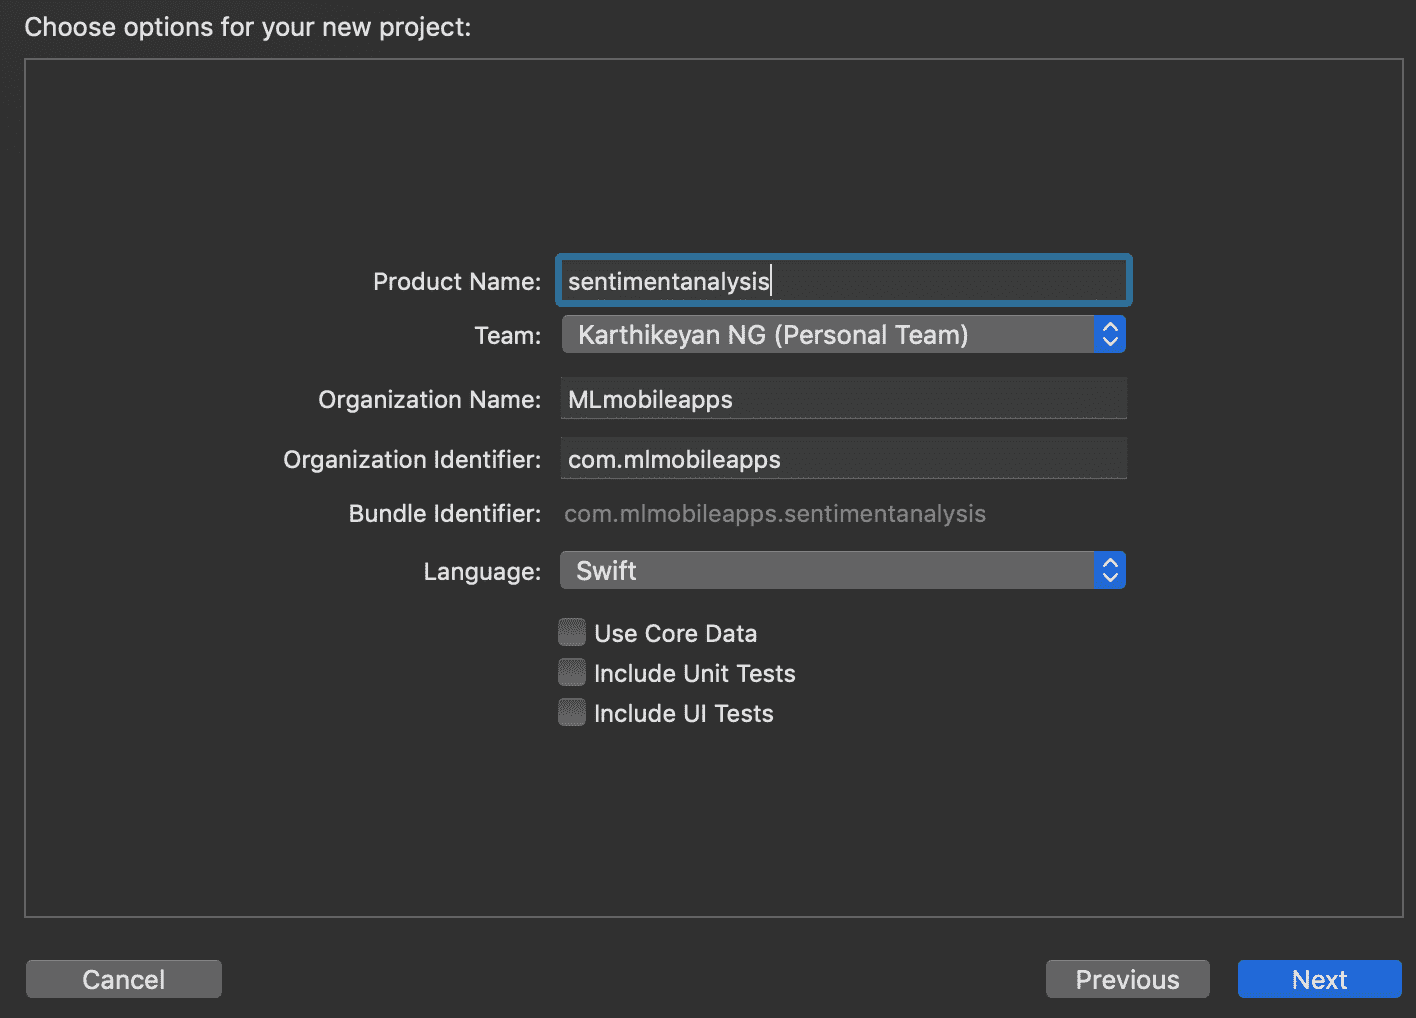 Choose options for your new project:
Product Name: sentimentanalysis
Team: Karthikeyan NG (Personal Team)
Organization Name: MLmobileapps
Organization Identifier: com.mlmobileapps
Bundle Identifier: com.mlmobileapps.sentimentanalysis
Language: Swift
Use Core Data
Include Unit Tests
Include UI Tests
Cancel Previous Next